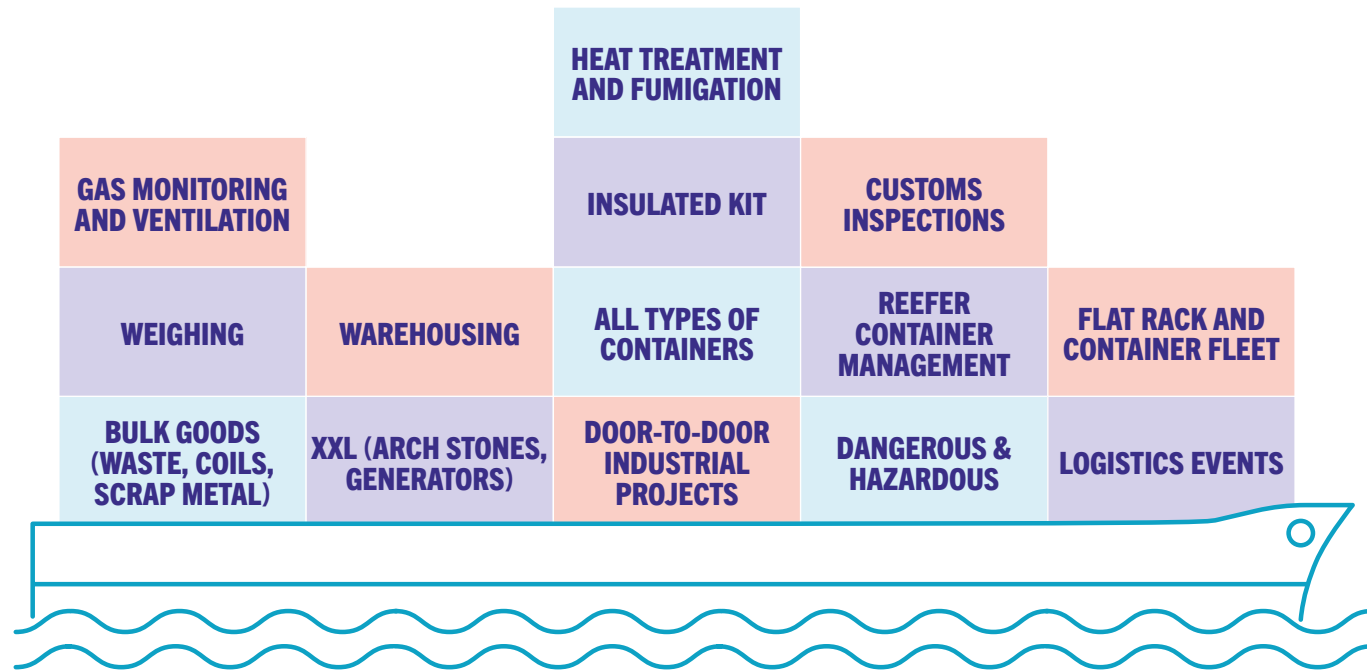 HEAT TREATMENT
AND FUMIGATION
GAS MONITORING
AND VENTILATION
INSULATED KIT
CUSTOMS
INSPECTIONS
WEIGHING
WAREHOUSING
ALL TYPES OF
CONTAINERS
REEFER
CONTAINER
MANAGEMENT
FLAT RACK AND
CONTAINER FLEET
BULK GOODS
(WASTE, COILS,
SCRAP METAL)
XXL (ARCH STONES,
GENERATORS)
DOOR-TO-DOOR
INDUSTRIAL
PROJECTS
DANGEROUS &
HAZARDOUS
LOGISTICS EVENTS